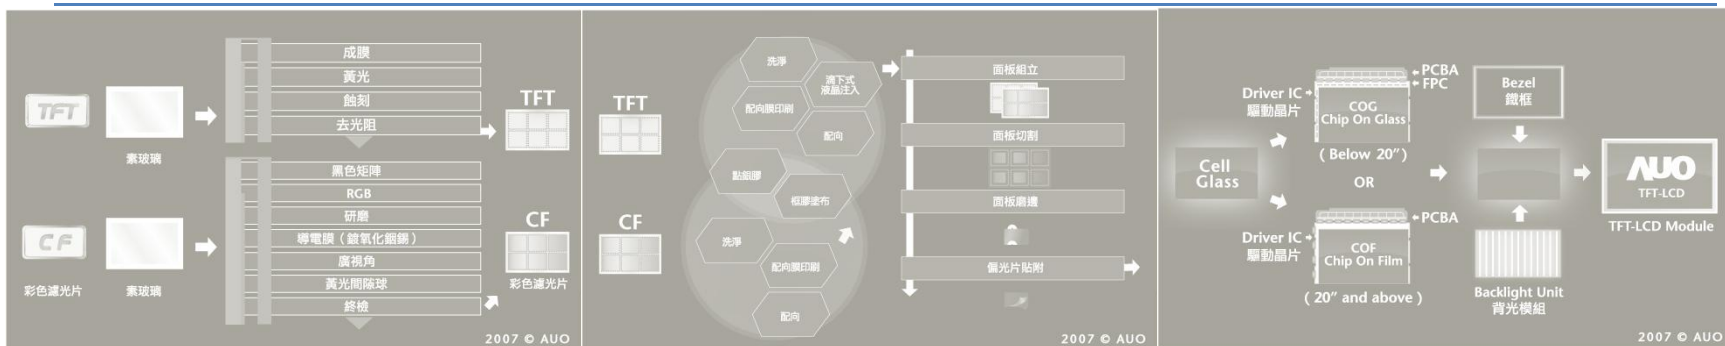 TFT
素玻璃
成膜
黃光
蝕刻
去光阻
TFT
CF
彩色濾光片
素玻璃
黑色矩陣
RGB
研磨
導電膜（鍍氧化銦錫）
廣視角
黃光間隙球
終檢
CF
彩色濾光片
2007 © AUO
TFT
CF
洗淨
滴下式
液晶注入
配向膜印刷
配向
點銀膠
框膠塗布
洗淨
配向膜印刷
配向
面板組立
面板切割
面板磨邊
偏光片貼附
2007 © AUO
Cell
Glass
PCBA
FPC
Driver IC
驅動晶片
COG
Chip On Glass
( Below 20" )
OR
PCBA
Driver IC
驅動晶片
COF
Chip On Film
( 20" and above )
Bezel
鐵框
Backlight Unit
背光模組
AUO
TFT-LCD
TFT-LCD Module
2007 © AUO